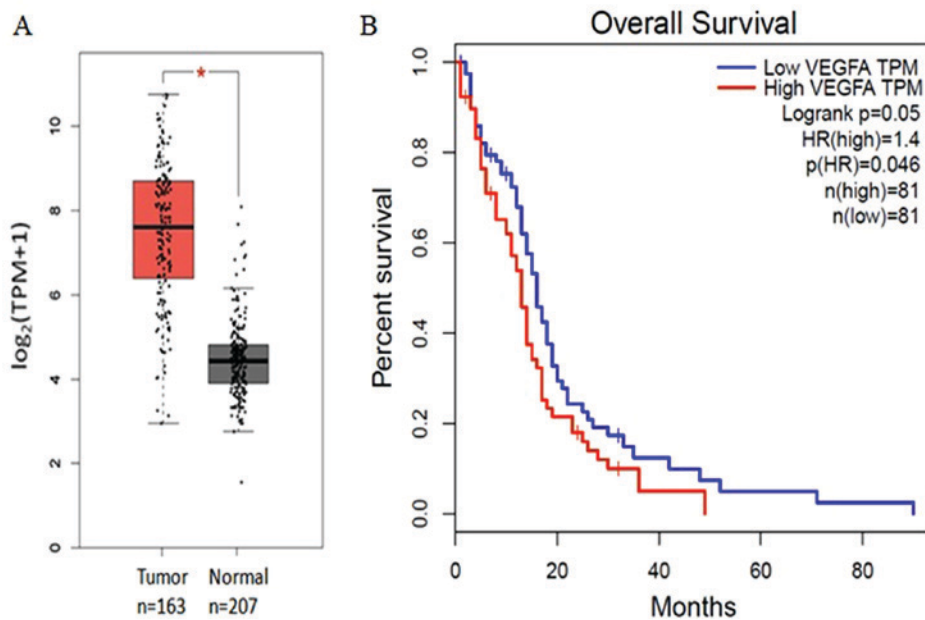 A
*
log2(TPM+1)
10
8
6
4
2
0
Tumor Normal
n=163 n=207
B
Overall Survival
Low VEGFA TPM
High VEGFA TPM
Logrank p=0.05
HR(high)=1.4
p(HR)=0.046
n(high)=81
n(low)=81
Percent survival
1.0
0.8
0.6
0.4
0.2
0.0
0 20 40 60 80
Months